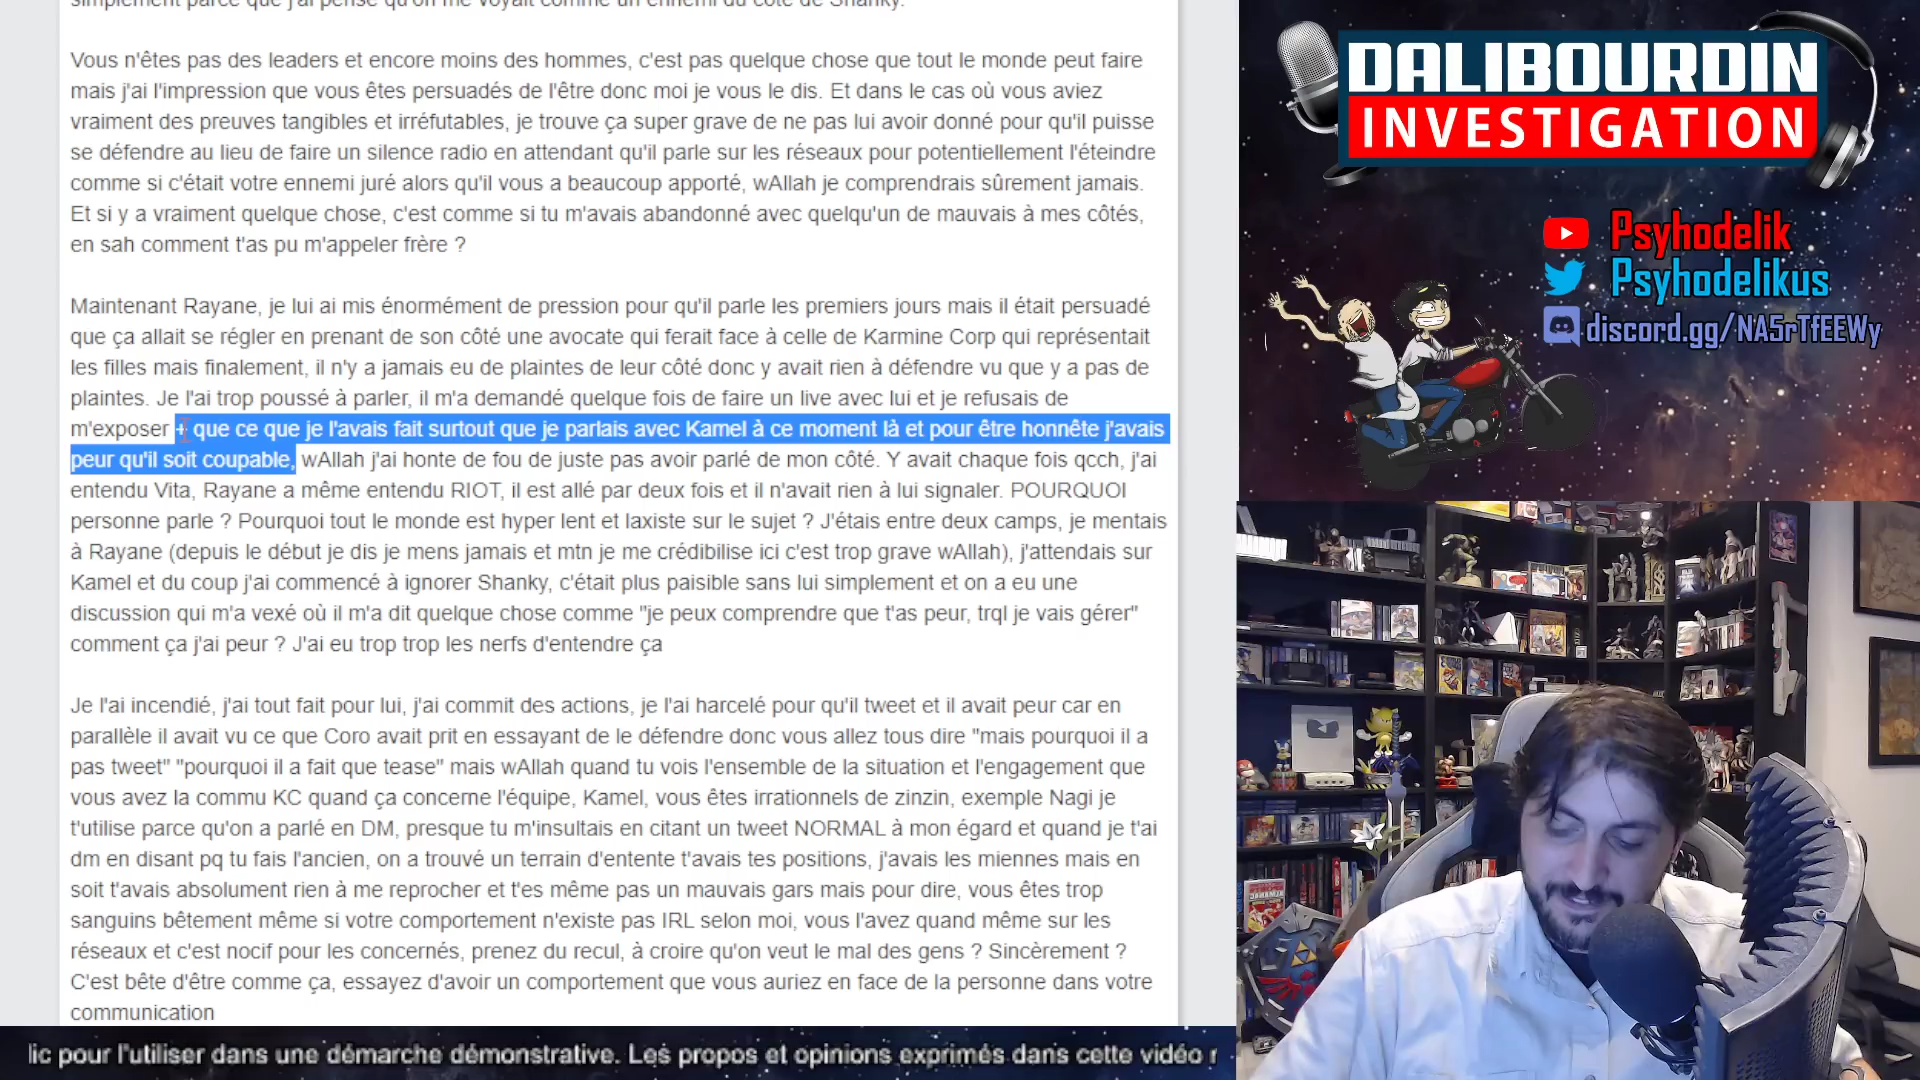 simplement parce que j'ai pensé qu'on me voyait comme un ennemi du côté de Shanky.
Vous n'êtes pas des leaders et encore moins des hommes, c'est pas quelque chose que tout le monde peut faire
mais j'ai l'impression que vous êtes persuadés de l'être donc moi je vous le dis. Et dans le cas où vous aviez
vraiment des preuves tangibles et irréfutables, je trouve ça super grave de ne pas lui avoir donné pour qu'il puisse
se défendre au lieu de faire un silence radio en attendant qu'il parle sur les réseaux pour potentiellement l'éteindre
comme si c'était votre ennemi juré alors qu'il vous a beaucoup apporté, wAllah je comprendrais sûrement jamais.
Et si y a vraiment quelque chose, c'est comme si tu m'avais abandonné avec quelqu'un de mauvais à mes côtés,
en sah comment t'as pu m'appeler frère ?
Maintenant Rayane, je lui ai mis énormément de pression pour qu'il parle les premiers jours mais il était persuadé
que ça allait se régler en prenant de son côté une avocate qui ferait face à celle de Karmine Corp qui représentait
les filles mais finalement, il n'y a jamais eu de plaintes de leur côté donc y avait rien à défendre vu que y a pas de
plaintes. Je l'ai trop poussé à parler, il m'a demandé quelque fois de faire un live avec lui et je refusais de
m'exposer + que ce que je l'avais fait surtout que je parlais avec Kamel à ce moment là et pour être honnête j'avais
peur qu'il soit coupable, wAllah j'ai honte de fou de juste pas avoir parlé de mon côté. Y avait chaque fois qcch, j'ai
entendu Vita, Rayane a même entendu RIOT, il est allé par deux fois et il n'avait rien à lui signaler. POURQUOI
personne parle ? Pourquoi tout le monde est hyper lent et laxiste sur le sujet ? J'étais entre deux camps, je mentais
à Rayane (depuis le début je dis je mens jamais et mtn je me crédibilise ici c'est trop grave wAllah), j'attendais sur
Kamel et du coup j'ai commencé à ignorer Shanky, c'était plus paisible sans lui simplement et on a eu une
discussion qui m'a vexé où il m'a dit quelque chose comme "je peux comprendre que t'as peur, trql je vais gérer"
comment ça j'ai peur ? J'ai eu trop trop les nerfs d'entendre ça
Je l'ai incendié, j'ai tout fait pour lui, j'ai commit des actions, je l'ai harcelé pour qu'il tweet et il avait peur car en
parallèle il avait vu ce que Coro avait prit en essayant de le défendre donc vous allez tous dire "mais pourquoi il a
pas tweet" "pourquoi il a fait que tease" mais wAllah quand tu vois l'ensemble de la situation et l'engagement que
vous avez la commu KC quand ça concerne l'équipe, Kamel, vous êtes irrationnels de zinzin, exemple Nagi je
t'utilise parce qu'on a parlé en DM, presque tu m'insultais en citant un tweet NORMAL à mon égard et quand je t'ai
dm en disant pq tu fais l'ancien, on a trouvé un terrain d'entente t'avais tes positions, j'avais les miennes mais en
soit t'avais absolument rien à me reprocher et t'es même pas un mauvais gars mais pour dire, vous êtes trop
sanguins bêtement même si votre comportement n'existe pas IRL selon moi, vous l'avez quand même sur les
réseaux et c'est nocif pour les concernés, prenez du recul, à croire qu'on veut le mal des gens ? Sincèrement ?
C'est bête d'être comme ça, essayez d'avoir un comportement que vous auriez en face de la personne dans votre
communication
lic pour l'utiliser dans une démarche démonstrative. Les propos et opinions exprimés dans cette vidéo
DALIBOURDIN
INVESTIGATION
Psyhodelik
Psyhodelikus
discord.gg/NA5rTfEEWy